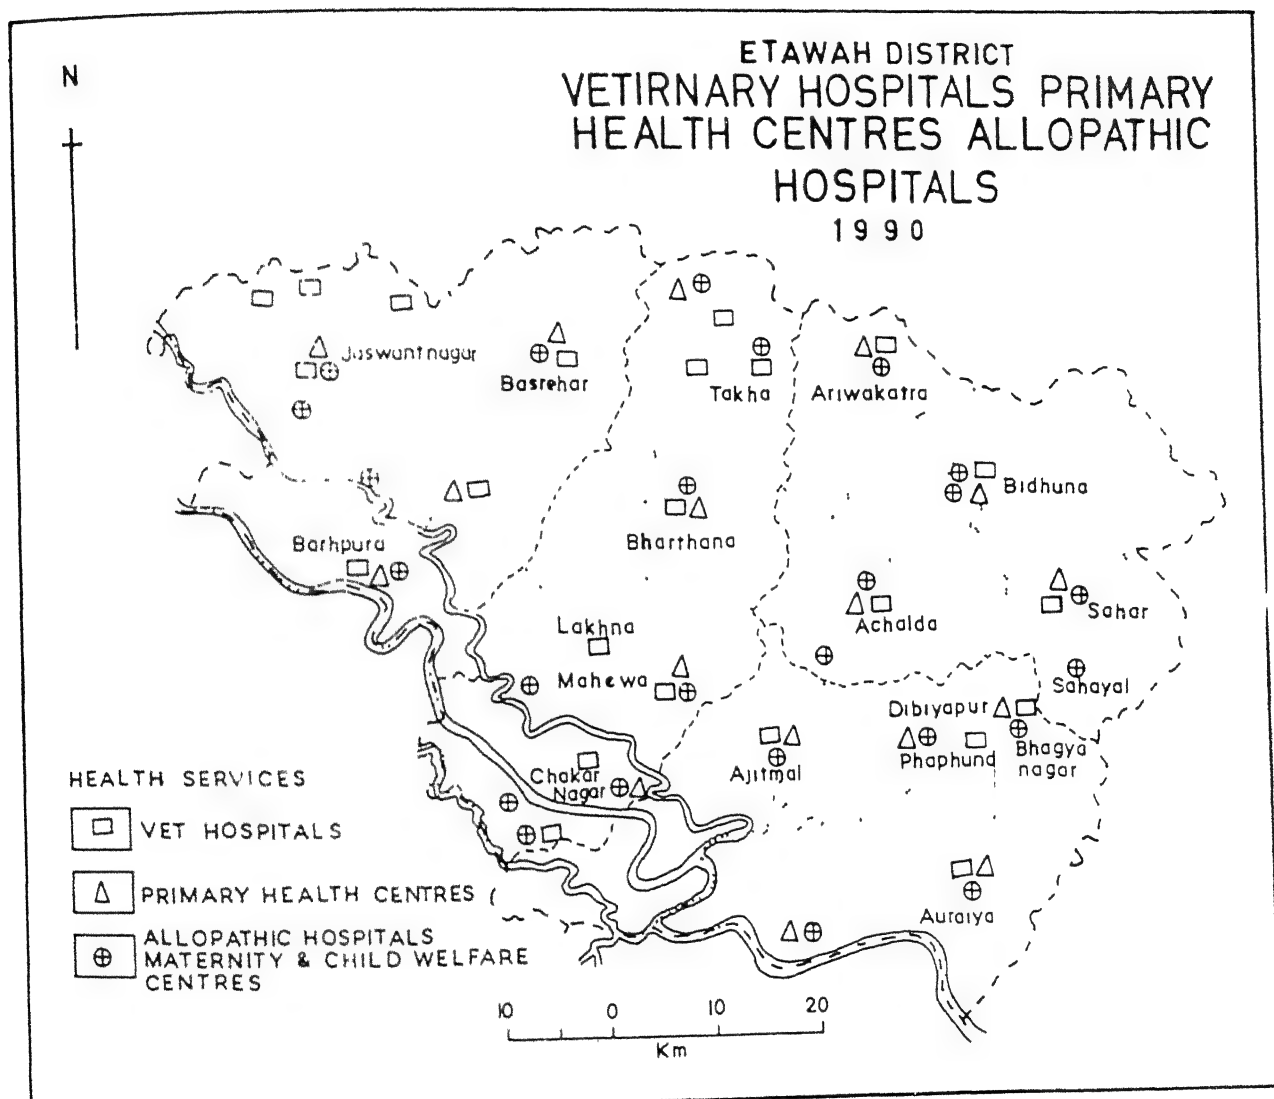 N
ETAWAH DISTRICT
VETIRNARY HOSPITALS PRIMARY
HEALTH CENTRES ALLOPATHIC
HOSPITALS
1990
Jaswantnagar
Basrehar
Takha
Ariwakatra
Bidhuna
Bharthana
Barhpura
Lakhna
Mahewa
Achalda
Sahar
Sahayal
Dibiyapur
Phaphund
Bhagya
nagar
Ajitmal
Chakar
Nagar
Auraiya
HEALTH SERVICES
VET HOSPITALS
PRIMARY HEALTH CENTRES
ALLOPATHIC HOSPITALS
MATERNITY & CHILD WELFARE
CENTRES
10 0 10 20
Km